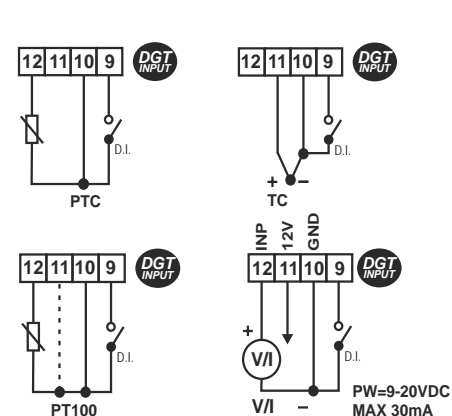 12 11 10 9
DGT
INPUT
D.I.
PTC
12 11 10 9
DGT
INPUT
D.I.
+ –
TC
12 11 10 9
DGT
INPUT
D.I.
PT100
INP 12V GND
12 11 10 9
DGT
INPUT
+
V/I
D.I.
V/I –
PW=9-20VDC
MAX 30mA